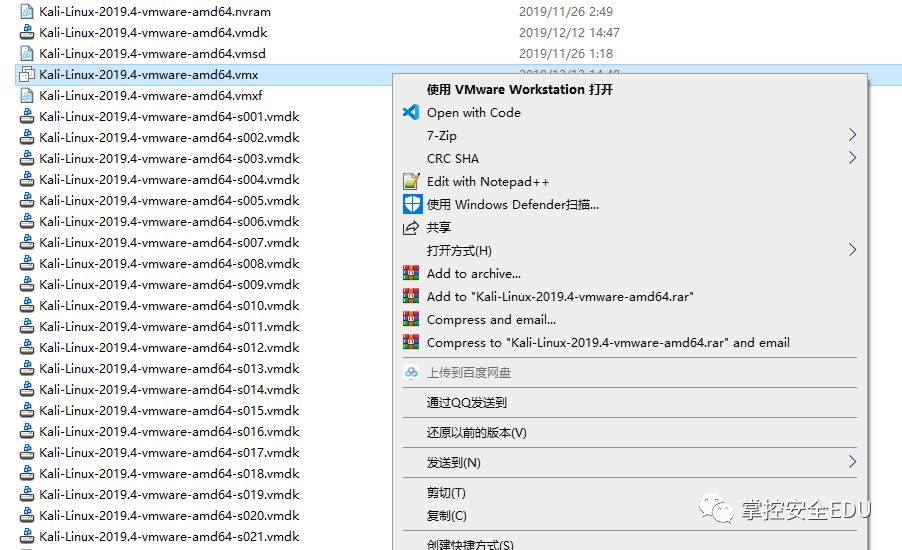 Kali-Linux-2019.4-vmware-amd64.nvram 2019/11/26 2:49
Kali-Linux-2019.4-vmware-amd64.vmdk 2019/12/12 14:47
Kali-Linux-2019.4-vmware-amd64.vmsd 2019/11/26 1:18
Kali-Linux-2019.4-vmware-amd64.vmx
Kali-Linux-2019.4-vmware-amd64.vmxf
Kali-Linux-2019.4-vmware-amd64-s001.vmdk
Kali-Linux-2019.4-vmware-amd64-s002.vmdk
Kali-Linux-2019.4-vmware-amd64-s003.vmdk
Kali-Linux-2019.4-vmware-amd64-s004.vmdk
Kali-Linux-2019.4-vmware-amd64-s005.vmdk
Kali-Linux-2019.4-vmware-amd64-s006.vmdk
Kali-Linux-2019.4-vmware-amd64-s007.vmdk
Kali-Linux-2019.4-vmware-amd64-s008.vmdk
Kali-Linux-2019.4-vmware-amd64-s009.vmdk
Kali-Linux-2019.4-vmware-amd64-s010.vmdk
Kali-Linux-2019.4-vmware-amd64-s011.vmdk
Kali-Linux-2019.4-vmware-amd64-s012.vmdk
Kali-Linux-2019.4-vmware-amd64-s013.vmdk
Kali-Linux-2019.4-vmware-amd64-s014.vmdk
Kali-Linux-2019.4-vmware-amd64-s015.vmdk
Kali-Linux-2019.4-vmware-amd64-s016.vmdk
Kali-Linux-2019.4-vmware-amd64-s017.vmdk
Kali-Linux-2019.4-vmware-amd64-s018.vmdk
Kali-Linux-2019.4-vmware-amd64-s019.vmdk
Kali-Linux-2019.4-vmware-amd64-s020.vmdk
Kali-Linux-2019.4-vmware-amd64-s021.vmdk
使用 VMware Workstation 打开
Open with Code
7-Zip
CRC SHA
Edit with Notepad++
使用 Windows Defender扫描...
共享
打开方式(H)
Add to archive...
Add to "Kali-Linux-2019.4-vmware-amd64.rar"
Compress and email...
Compress to "Kali-Linux-2019.4-vmware-amd64.rar" and email
上传到百度网盘
通过QQ发送到
还原以前的版本(V)
发送到(N)
剪切(T)
复制(C)
创建快捷方式(S)
掌控安全EDU